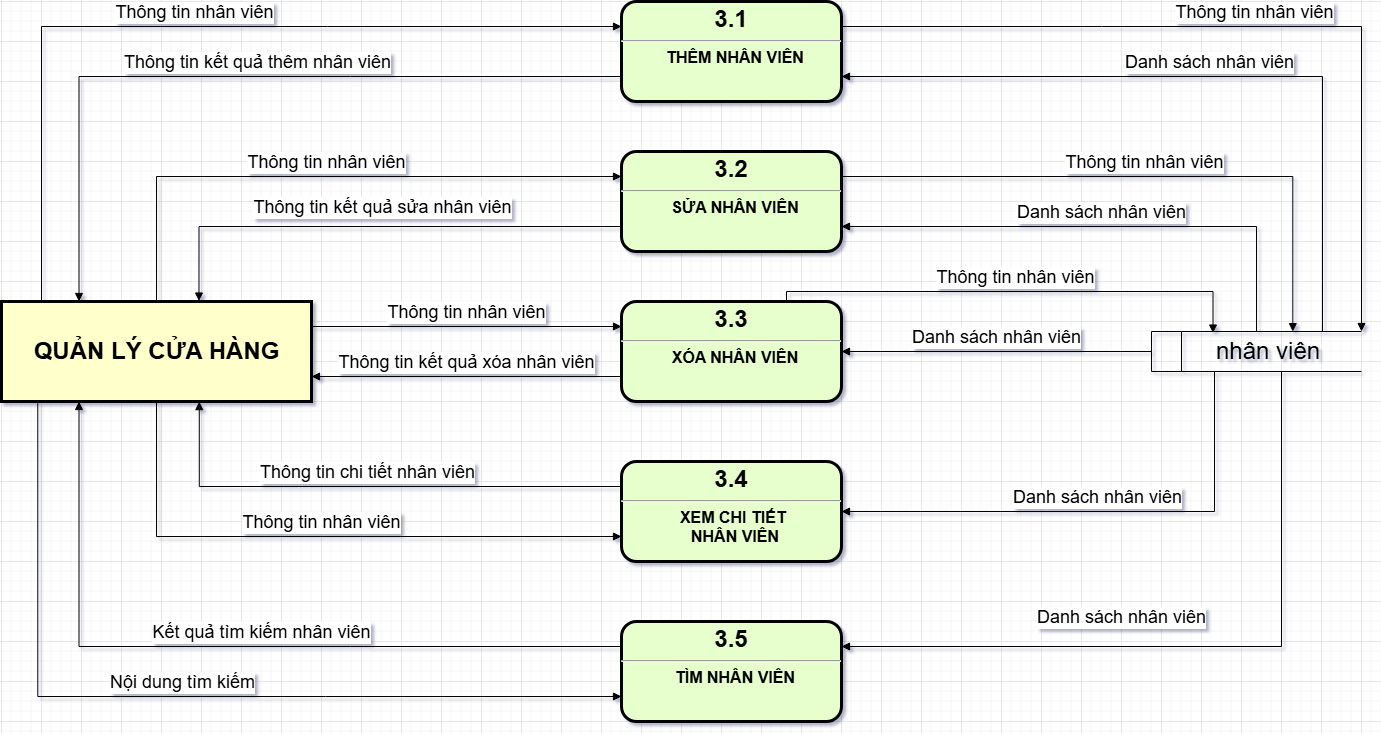 Thông tin nhân viên
3.1
Thông tin nhân viên
THÊM NHÂN VIÊN
Thông tin kết quả thêm nhân viên
Danh sách nhân viên
Thông tin nhân viên
3.2
Thông tin nhân viên
Thông tin kết quả sửa nhân viên
SỬA NHÂN VIÊN
Danh sách nhân viên
Thông tin nhân viên
Thông tin nhân viên
3.3
Danh sách nhân viên
QUẢN LÝ CỬA HÀNG
nhân viên
Thông tin kết quả xóa nhân viên
XÓA NHÂN VIÊN
Thông tin chi tiết nhân viên
3.4
Danh sách nhân viên
Thông tin nhân viên
XEM CHI TIẾT
NHÂN VIÊN
Danh sách nhân viên
Kết quả tìm kiếm nhân viên
3.5
Nội dung tìm kiếm
TÌM NHÂN VIÊN